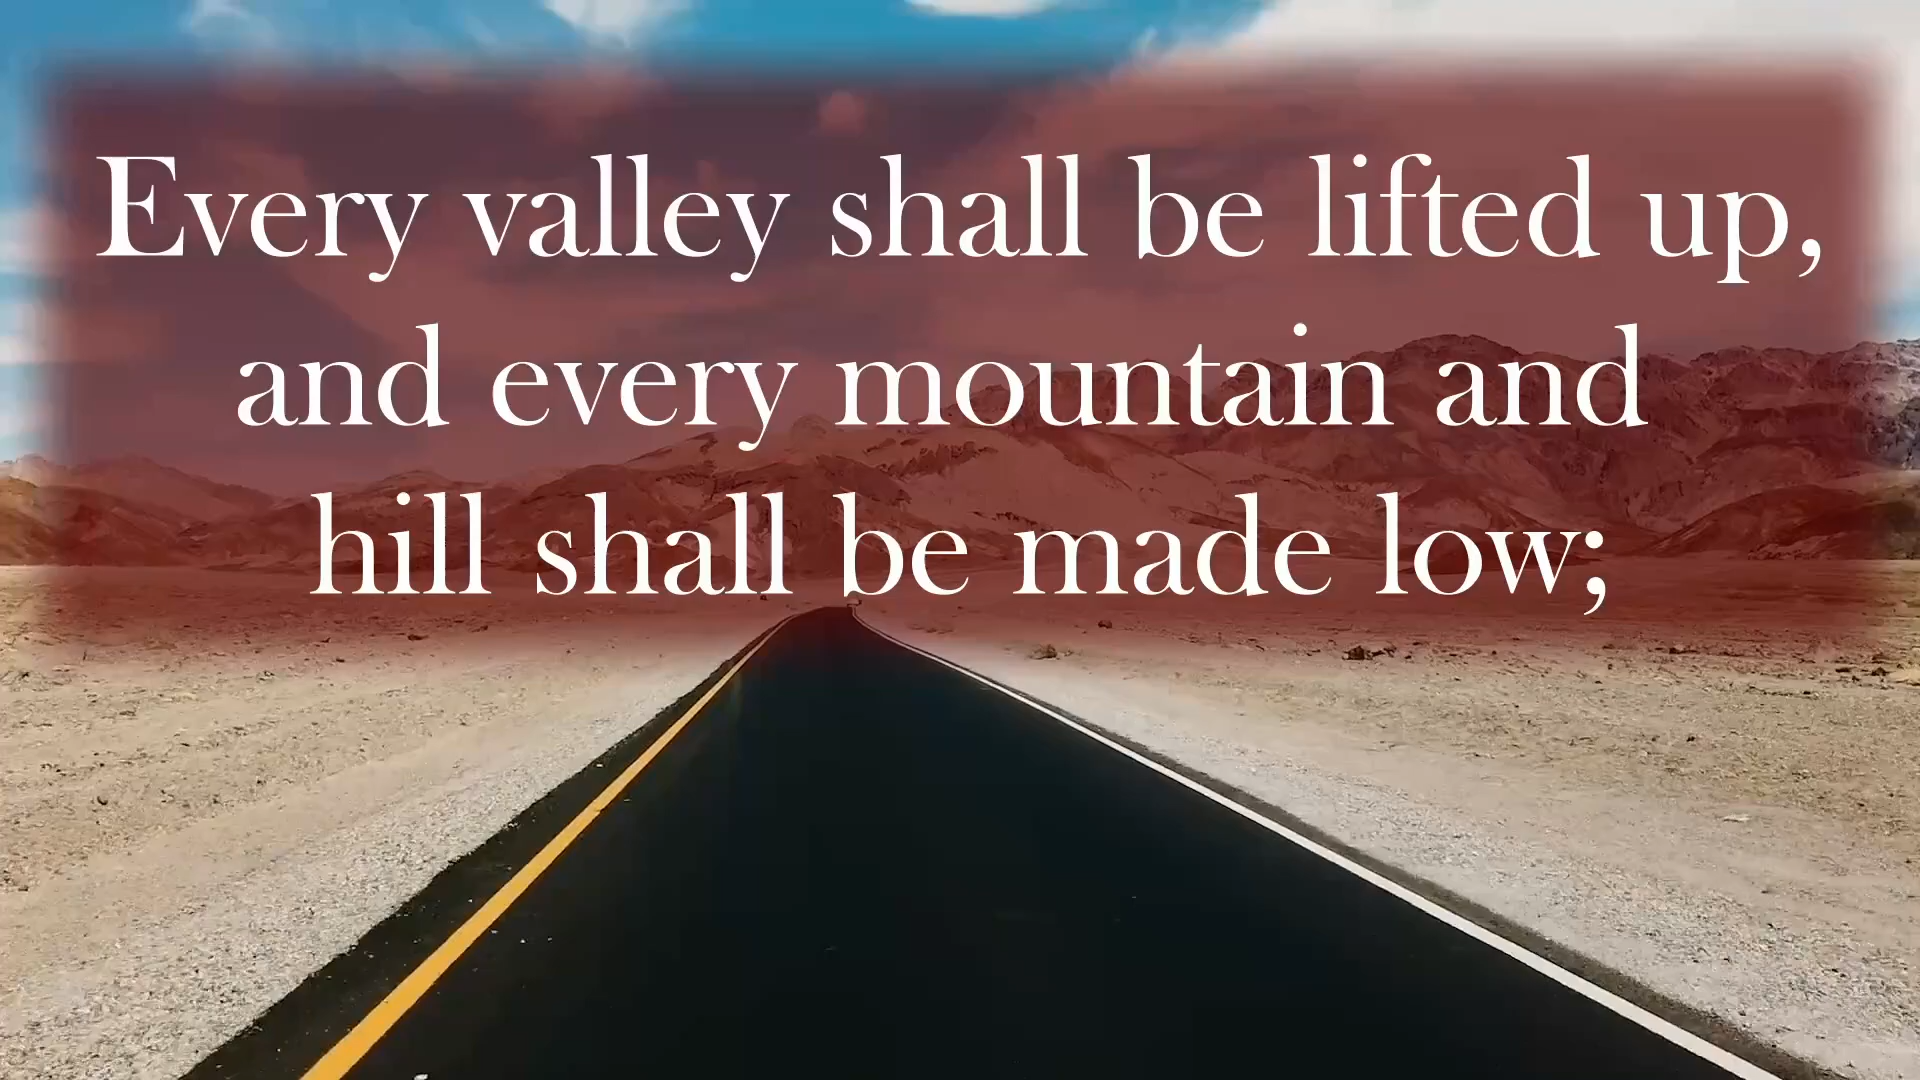 Every valley shall be lifted up,
and every mountain and
hill shall be made low;